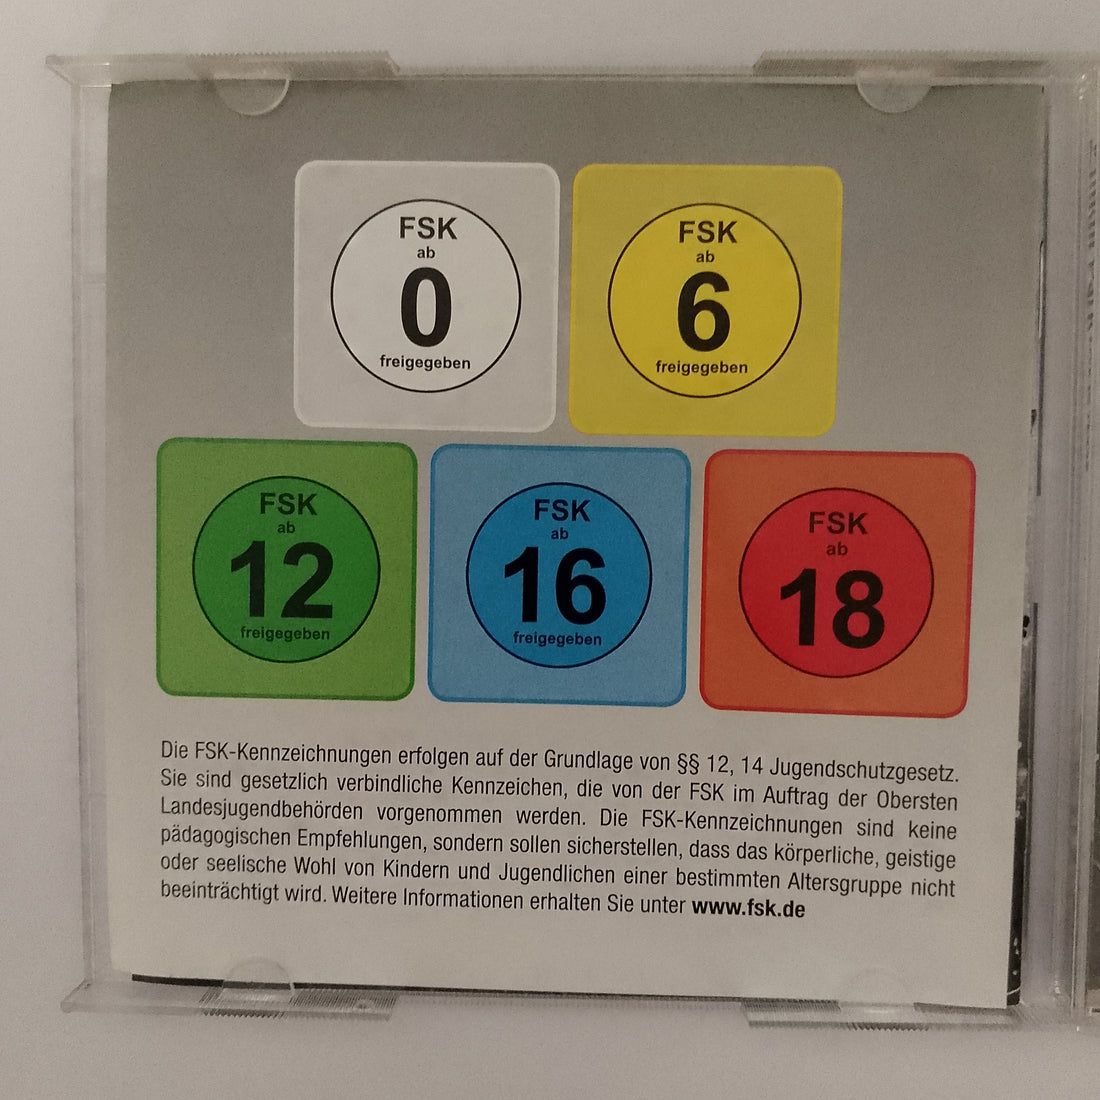 FSK
ab
0
freigegeben
FSK
ab
6
freigegeben
FSK
ab
12
freigegeben
FSK
ab
16
freigegeben
FSK
ab
18
Die FSK-Kennzeichnungen erfolgen auf der Grundlage von §§ 12, 14 Jugendschutzgesetz.
Sie sind gesetzlich verbindliche Kennzeichen, die von der FSK im Auftrag der Obersten
Landesjugendbehörden vorgenommen werden. Die FSK-Kennzeichnungen sind keine
pädagogischen Empfehlungen, sondern sollen sicherstellen, dass das körperliche, geistige
oder seelische Wohl von Kindern und Jugendlichen einer bestimmten Altersgruppe nicht
beeinträchtigt wird. Weitere Informationen erhalten Sie unter www.fsk.de